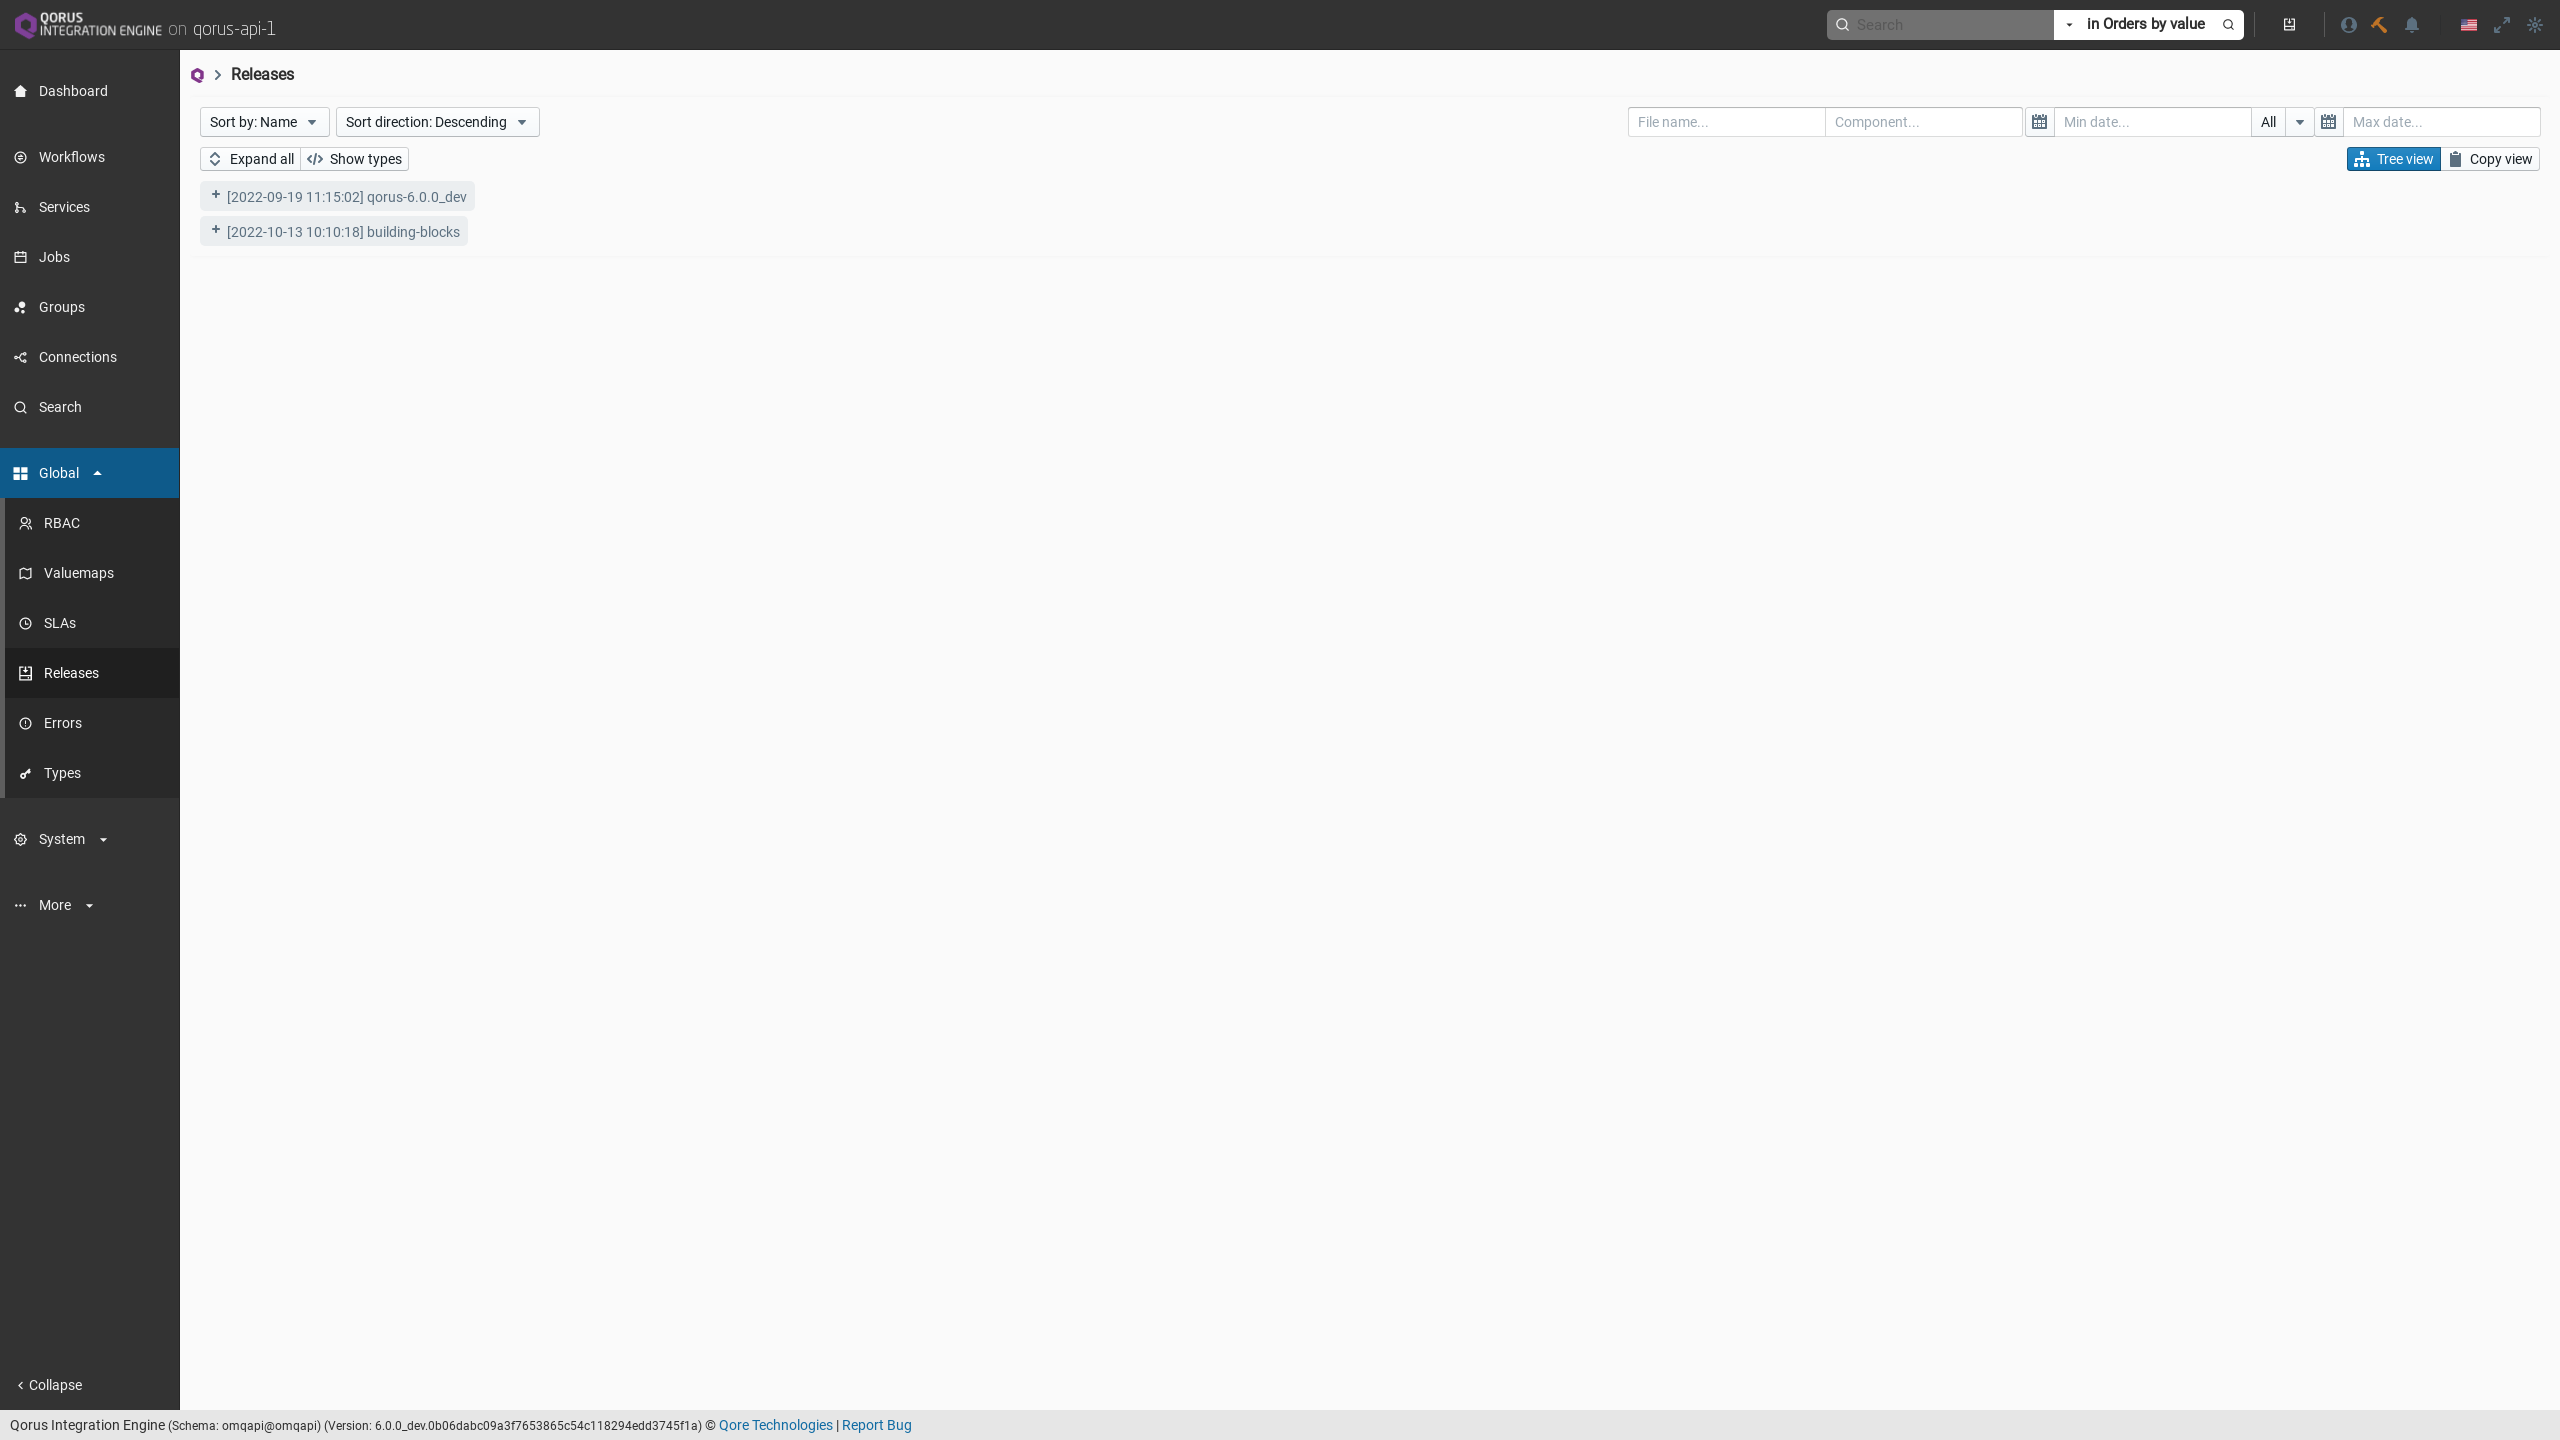 QORUS
INTEGRATION ENGINE on qorus-api-1
Search
in Orders by value
Releases
Dashboard
Workflows
Services
Jobs
Groups
Connections
Search
Global
RBAC
Valuemaps
SLAs
Releases
Errors
Types
System
More
Collapse
Sort by: Name
Sort direction: Descending
File name...
Component...
Min date...
All
Max date...
Expand all
Show types
Tree view
Copy view
[2022-09-19 11:15:02] qorus-6.0.0_dev
[2022-10-13 10:10:18] building-blocks
Qorus Integration Engine (Schema: omqapi@omqapi) (Version: 6.0.0_dev.0b06dabc09a3f7653865c54c118294edd3745f1a) © Qore Technologies | Report Bug